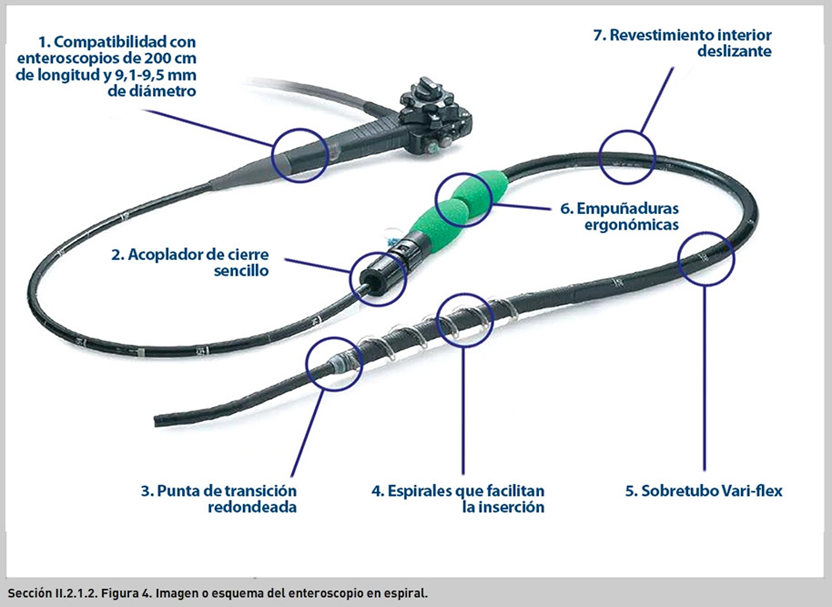 1. Compatibilidad con
enteroscopios de 200 cm
de longitud y 9,1-9,5 mm
de diámetro
7. Revestimiento interior
deslizante
6. Empuñaduras
ergonómicas
2. Acoplador de cierre
sencillo
3. Punta de transición
redondeada
4. Espirales que facilitan
la inserción
5. Sobretubo Vari-flex
Sección II.2.1.2. Figura 4. Imagen o esquema del enteroscopio en espiral.